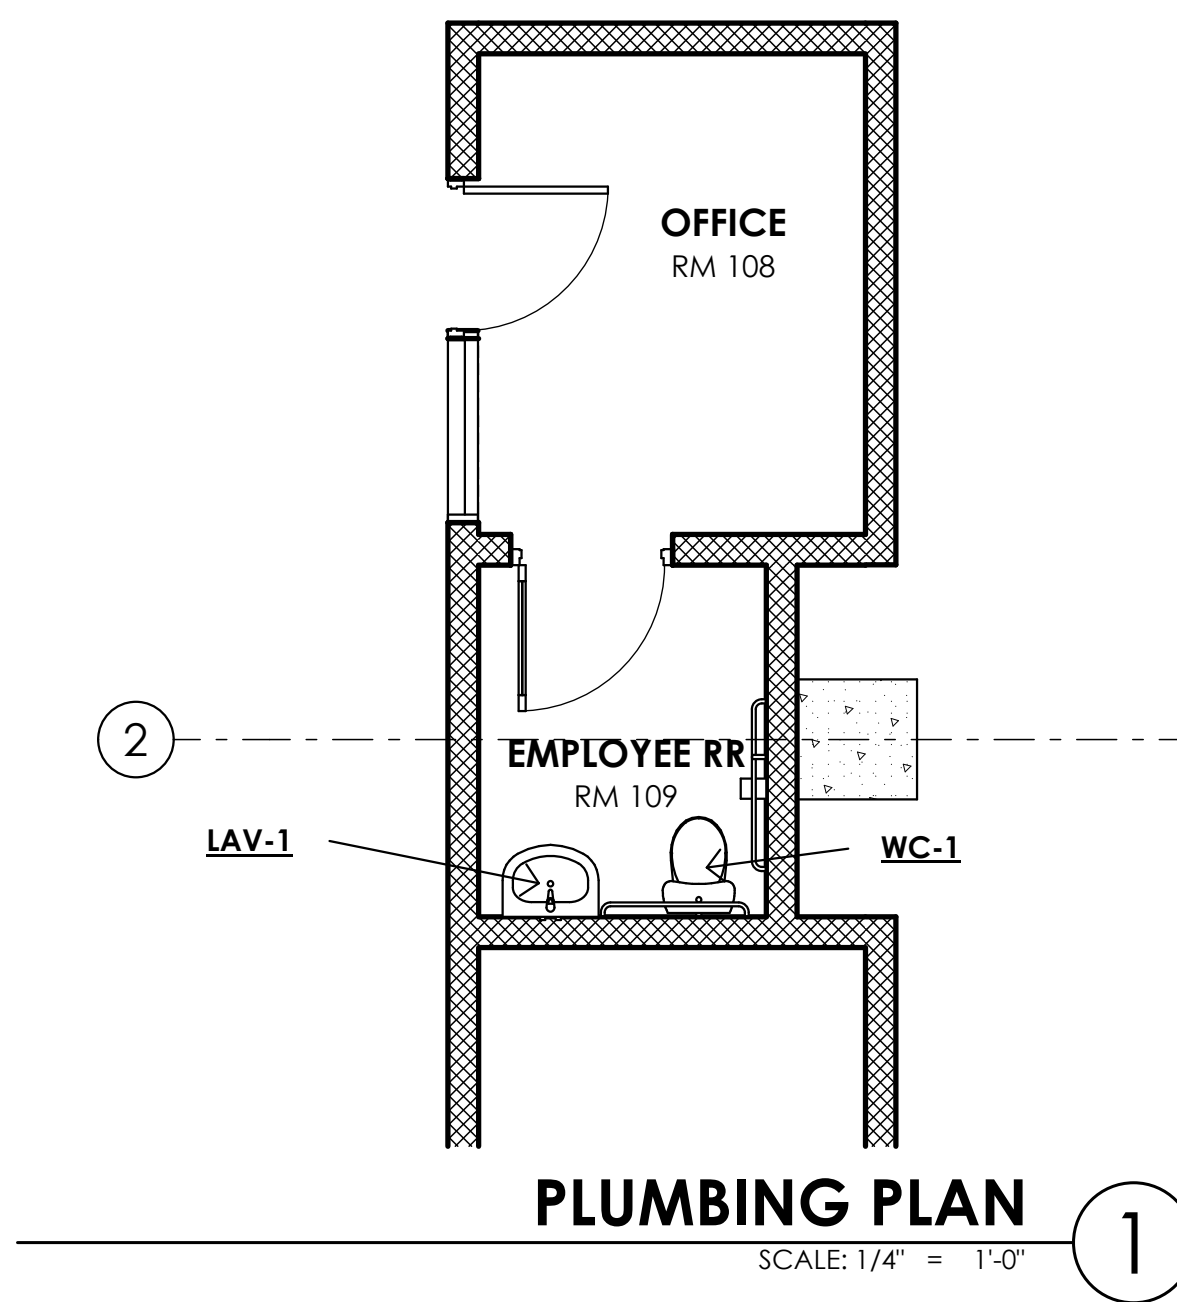 OFFICE
RM 108
2
EMPLOYEE RR
RM 109
LAV-1
WC-1
PLUMBING PLAN
1
SCALE: 1/4" = 1'-0"